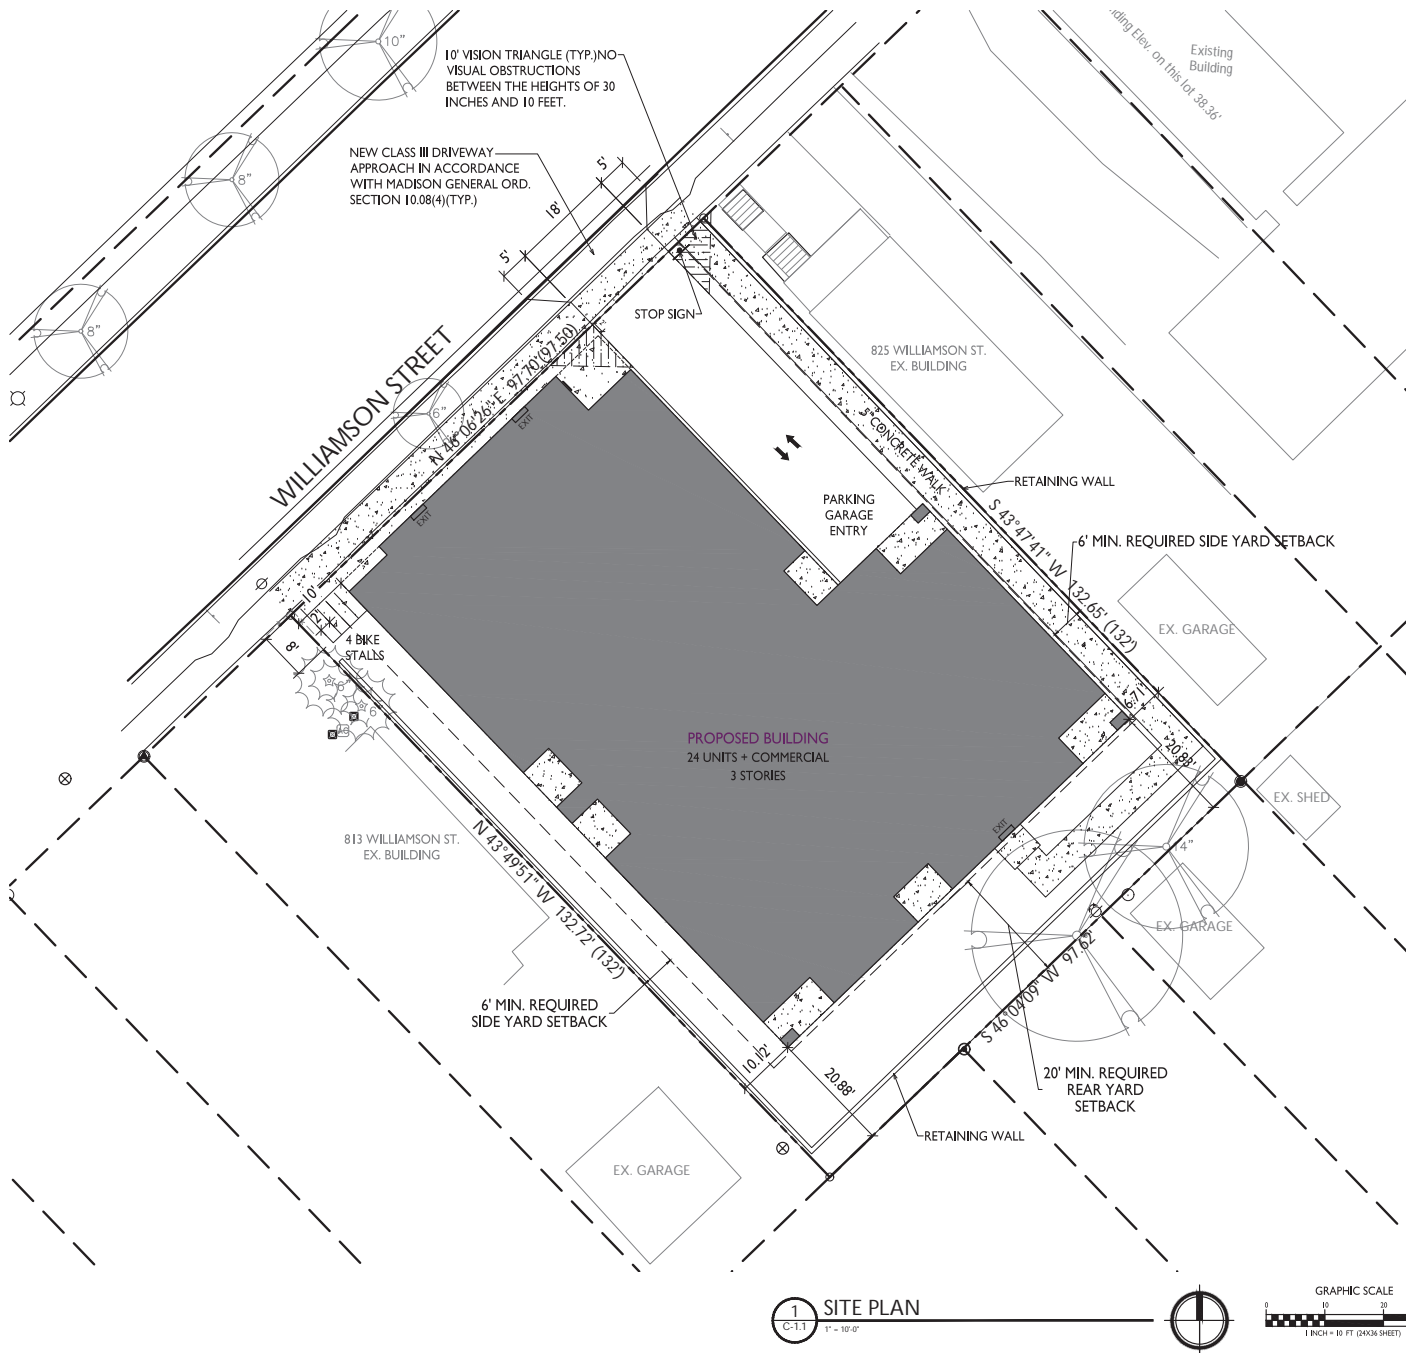 10"
10' VISION TRIANGLE (TYP.)NO
VISUAL OBSTRUCTIONS
BETWEEN THE HEIGHTS OF 30
INCHES AND 10 FEET.
Existing
Building
Elev. on this lot 38.36'
NEW CLASS III DRIVEWAY
APPROACH IN ACCORDANCE
WITH MADISON GENERAL ORD.
SECTION 10.08(4)(TYP.)
8"
5'
18'
5'
STOP SIGN
8"
825 WILLIAMSON ST.
EX. BUILDING
WILLIAMSON STREET
6"
N 46°06'26" E 97.70'(97.50)
EXIT
EXIT
5' CONCRETE WALK
RETAINING WALL
PARKING
GARAGE
ENTRY
S 43°47'41" W 132.65' (132')
6' MIN. REQUIRED SIDE YARD SETBACK
10'
2'
8'
4 BIKE
STALLS
EX. GARAGE
6"
6.71'
20.88'
PROPOSED BUILDING
24 UNITS + COMMERCIAL
3 STORIES
EX. SHED
813 WILLIAMSON ST.
EX. BUILDING
EXIT
14"
N 43°49'51" W 132.72' (132')
EX. GARAGE
S 46°04'09" W 97.62'
6' MIN. REQUIRED
SIDE YARD SETBACK
10.12'
20.88'
20' MIN. REQUIRED
REAR YARD
SETBACK
RETAINING WALL
EX. GARAGE
1
C-1.1
SITE PLAN
1" = 10'-0"
GRAPHIC SCALE
0 10 20
1 INCH = 10 FT (24X36 SHEET)